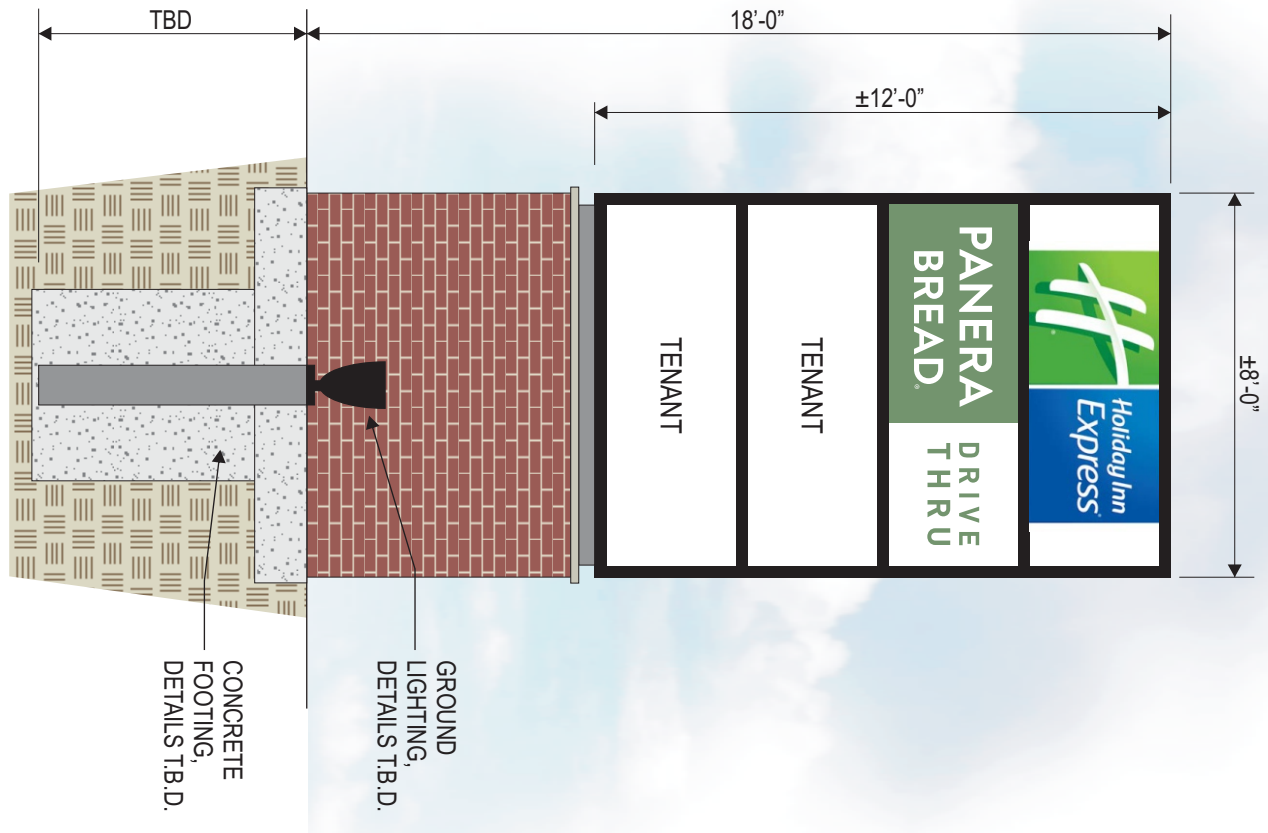 TBD
18’-0”
±12’-0”
±8’-0”
Holiday Inn
Express
PANERA
BREAD®
DRIVE
THRU
TENANT
TENANT
GROUND
LIGHTING,
DETAILS T.B.D.
CONCRETE
FOOTING,
DETAILS T.B.D.